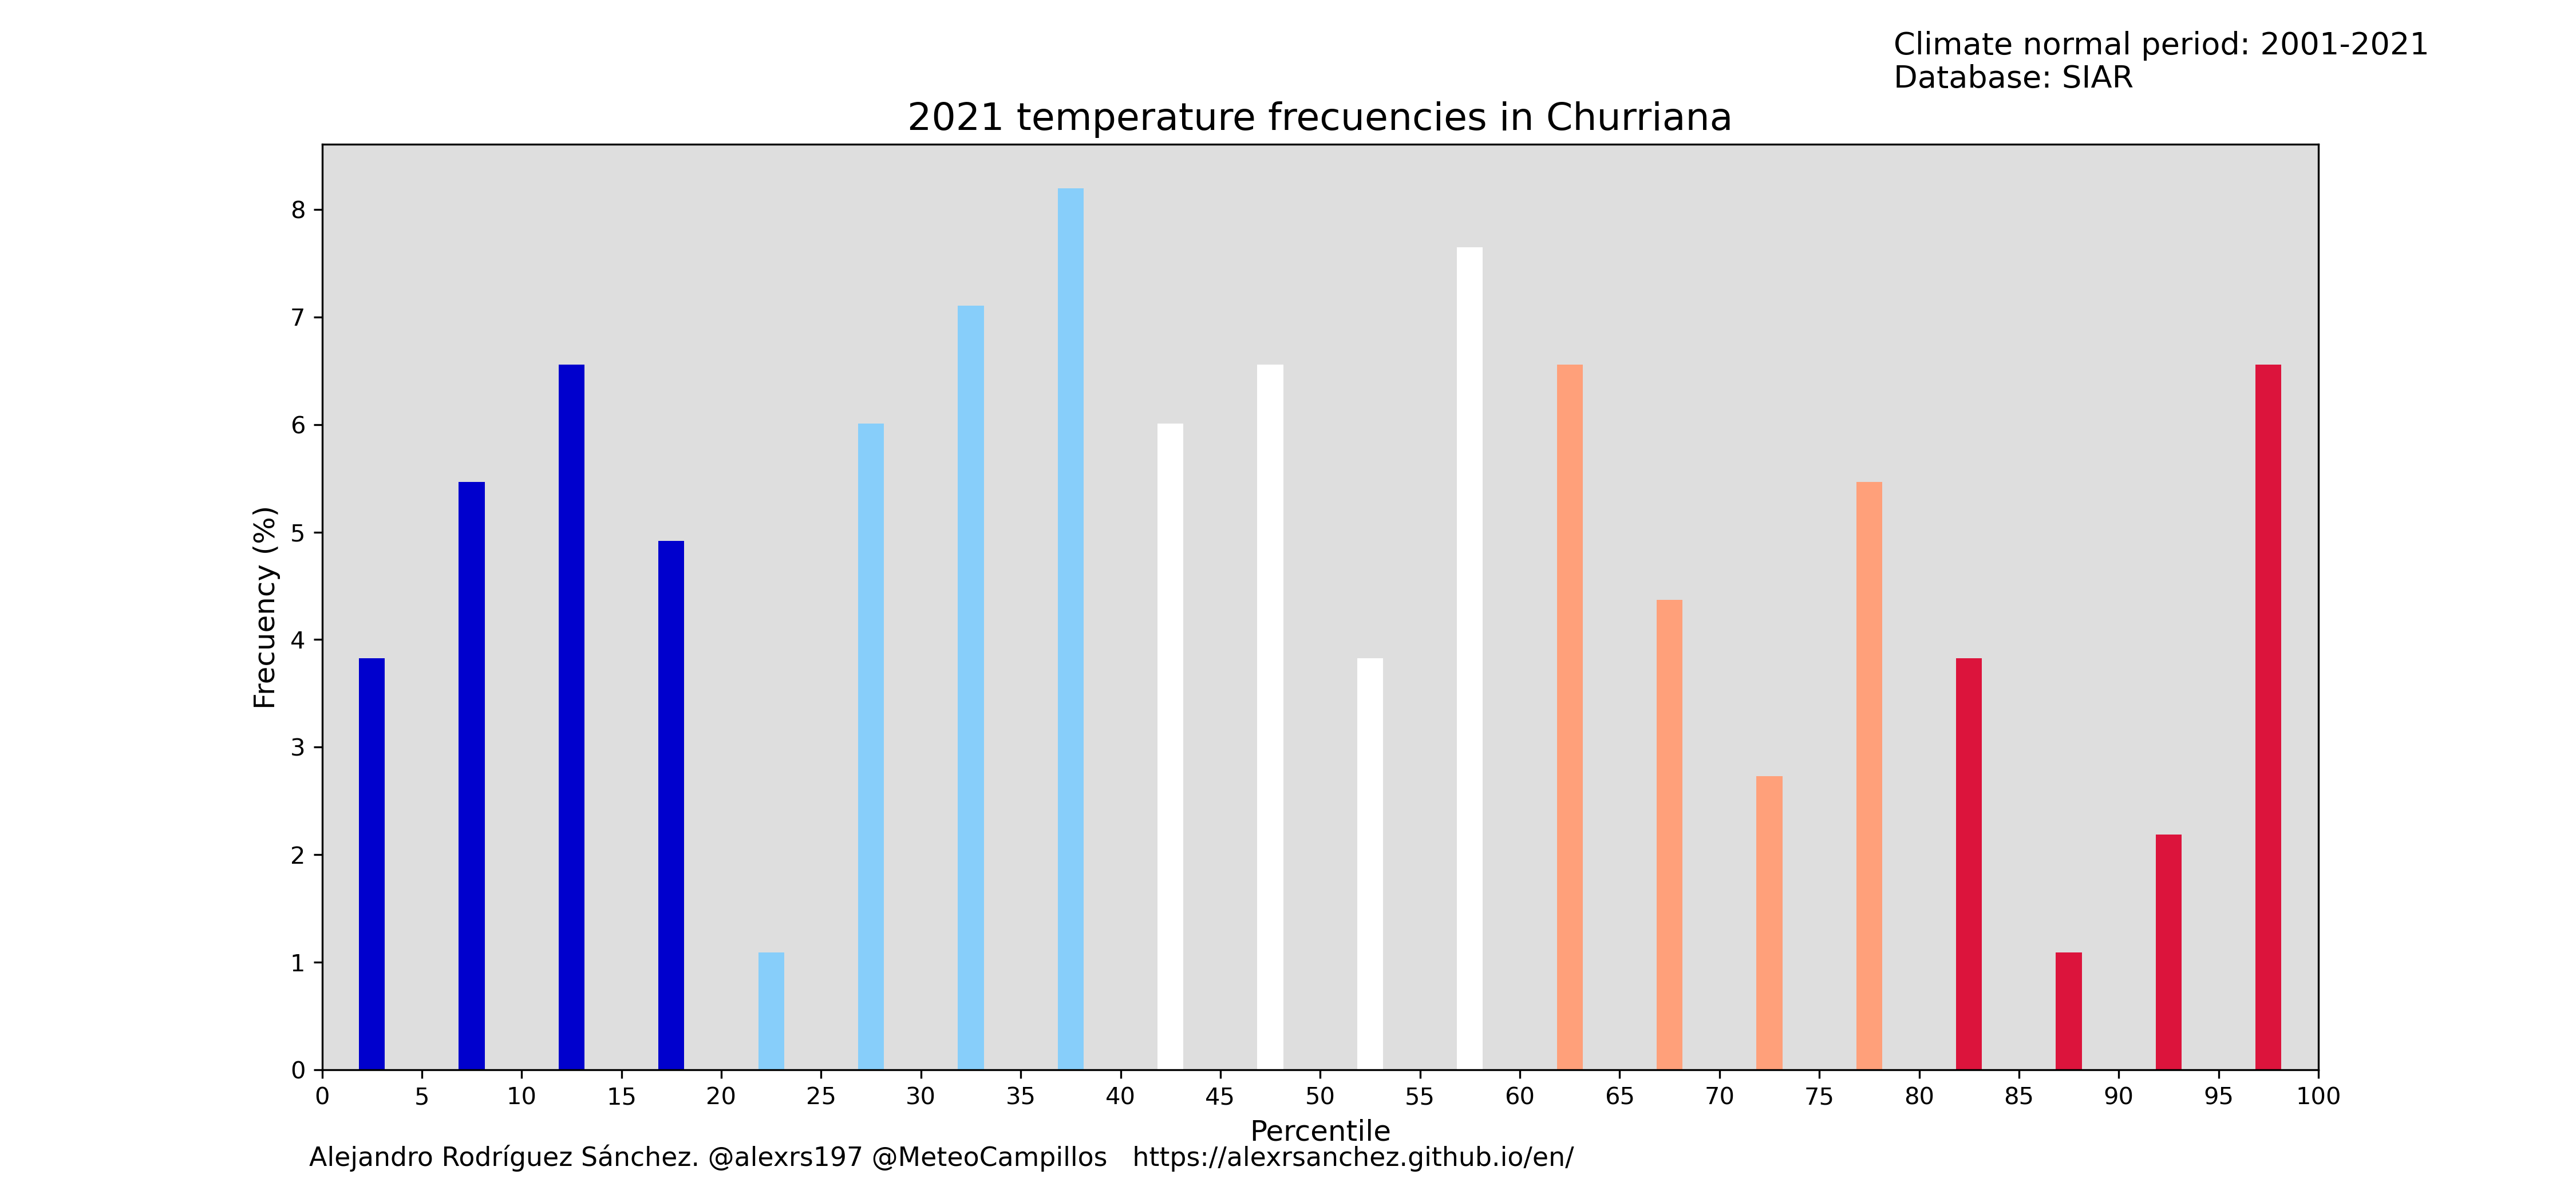 Climate normal period: 2001-2021
Database: SIAR
2021 temperature frecuencies in Churriana
8
7
6
5
4
3
2
1
0
Frecuency (%)
0 5 10 15 20 25 30 35 40 45 50 55 60 65 70 75 80 85 90 95 100
Percentile
Alejandro Rodríguez Sánchez. @alexrs197 @MeteoCampillos https://alexrsanchez.github.io/en/